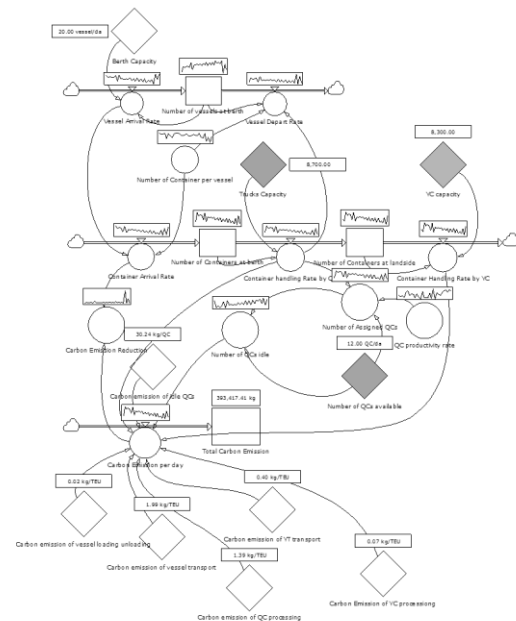 20.00 vessel/da
Berth Capacity
Number of vessels at berth
Vessel Arrival Rate
Vessel Depart Rate
Number of Container per vessel
8,700.00
8,300.00
Trucks Capacity
YC capacity
Number of Containers at berth
Number of Containers at landside
Container Arrival Rate
Container handling Rate by Q
Container Handling Rate by YC
Number of Assigned QCs
QC productivity rate
30.24 kg/QC
Carbon Emission Reduction
Number of QCs idle
12.00 QC/da
Carbon emission of idle QCs
Number of QCs available
393,417.41 kg
Total Carbon Emission
Carbon Emission per day
0.02 kg/TEU
0.40 kg/TEU
1.98 kg/TEU
Carbon emission of vessel loading unloading
Carbon emission of YT transport
Carbon emission of vessel transport
0.07 kg/TEU
1.39 kg/TEU
Carbon Emission of YC processiong
Carbon emission of QC processing